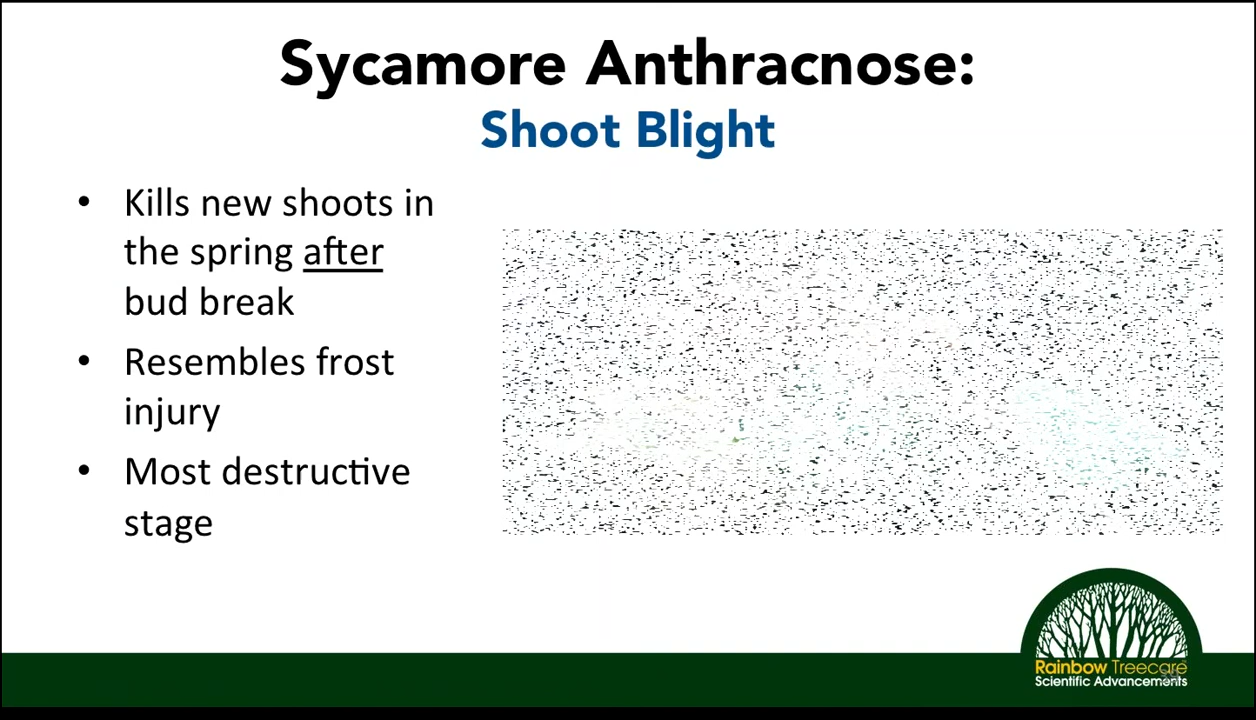 Sycamore Anthracnose:
Shoot Blight
• Kills new shoots in
the spring after
bud break
• Resembles frost
injury
• Most destructive
stage
Rainbow Treecare
Scientific Advancements